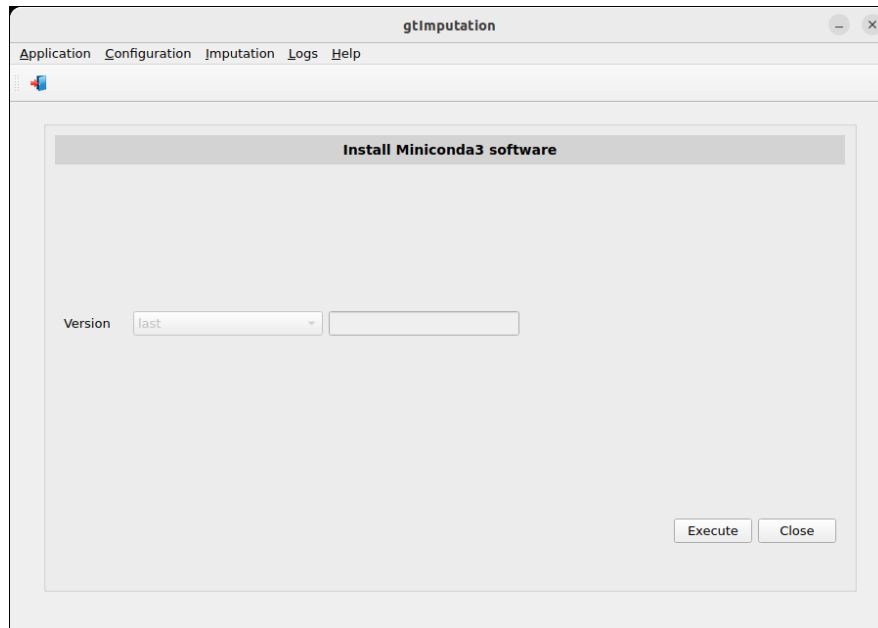 gtImputation
Application Configuration Imputation Logs Help
Install Miniconda3 software
Version last
Execute Close